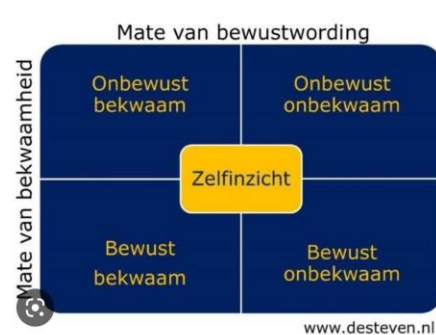 Mate van bewustwording
Mate van bekwaamheid
Onbewust
bekwaam
Onbewust
onbekwaam
Zelfinzicht
Bewust
bekwaam
Bewust
onbekwaam
www.desteven.nl